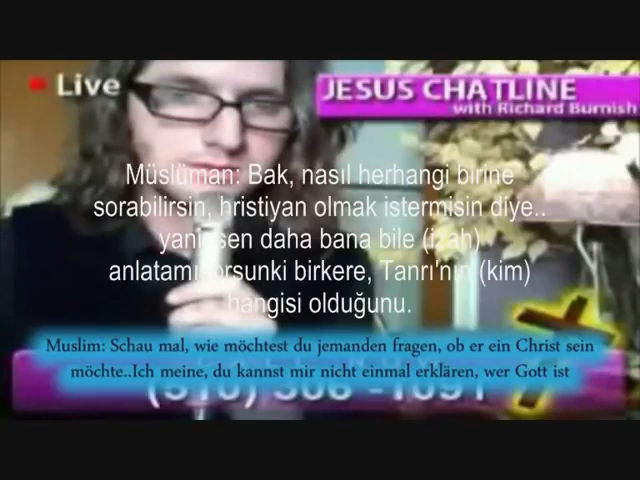 Live
JESUS CHATLINE
with Richard Burnish
Müslüman: Bak, nasıl herhangi birine
sorabilirsin, hristiyan olmak istermisin diye..
yani sen daha bana bile (izah)
anlatamıyorsunki birkere, Tanrı'nın (kim)
hangisi olduğunu.
Muslim: Schau mal, wie möchtest du jemanden fragen, ob er ein Christ sein
möchte..Ich meine, du kannst mir nicht einmal erklären, wer Gott ist